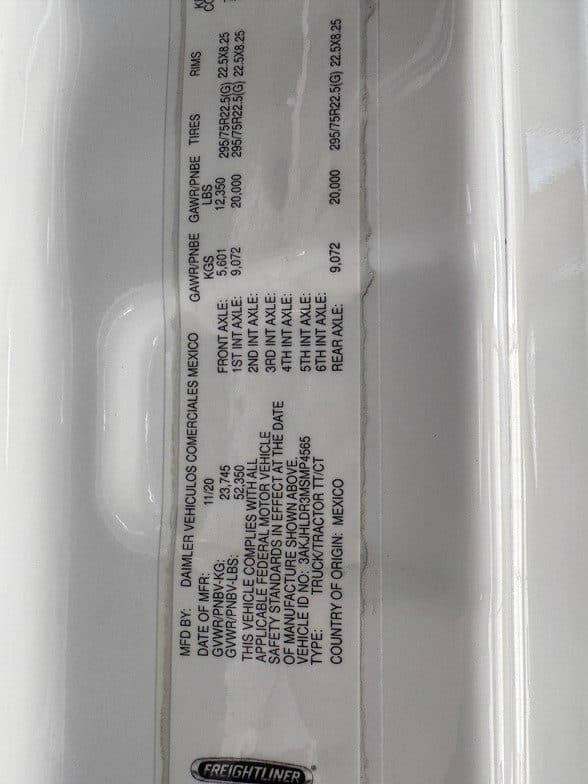 FREIGHTLINER®
MFD BY: DAIMLER VEHICULOS COMERCIALES MEXICO
DATE OF MFR: 11/20
GVWR/PNBV-KG: 23,745
GVWR/PNBV-LBS: 52,350
THIS VEHICLE COMPLIES WITH ALL
APPLICABLE FEDERAL MOTOR VEHICLE
SAFETY STANDARDS IN EFFECT AT THE DATE
OF MANUFACTURE SHOWN ABOVE.
VEHICLE ID NO: 3AKJHLDR3MSMP4565
TYPE: TRUCK/TRACTOR TT/CT
COUNTRY OF ORIGIN: MEXICO
GAWR/PNBE GAWR/PNBE TIRES RIMS
KGS LBS
FRONT AXLE: 5,601 12,350 295/75R22.5(G) 22.5X8.25
1ST INT AXLE: 9,072 20,000 295/75R22.5(G) 22.5X8.25
2ND INT AXLE:
3RD INT AXLE:
4TH INT AXLE:
5TH INT AXLE:
6TH INT AXLE:
REAR AXLE: 9,072 20,000 295/75R22.5(G) 22.5X8.25